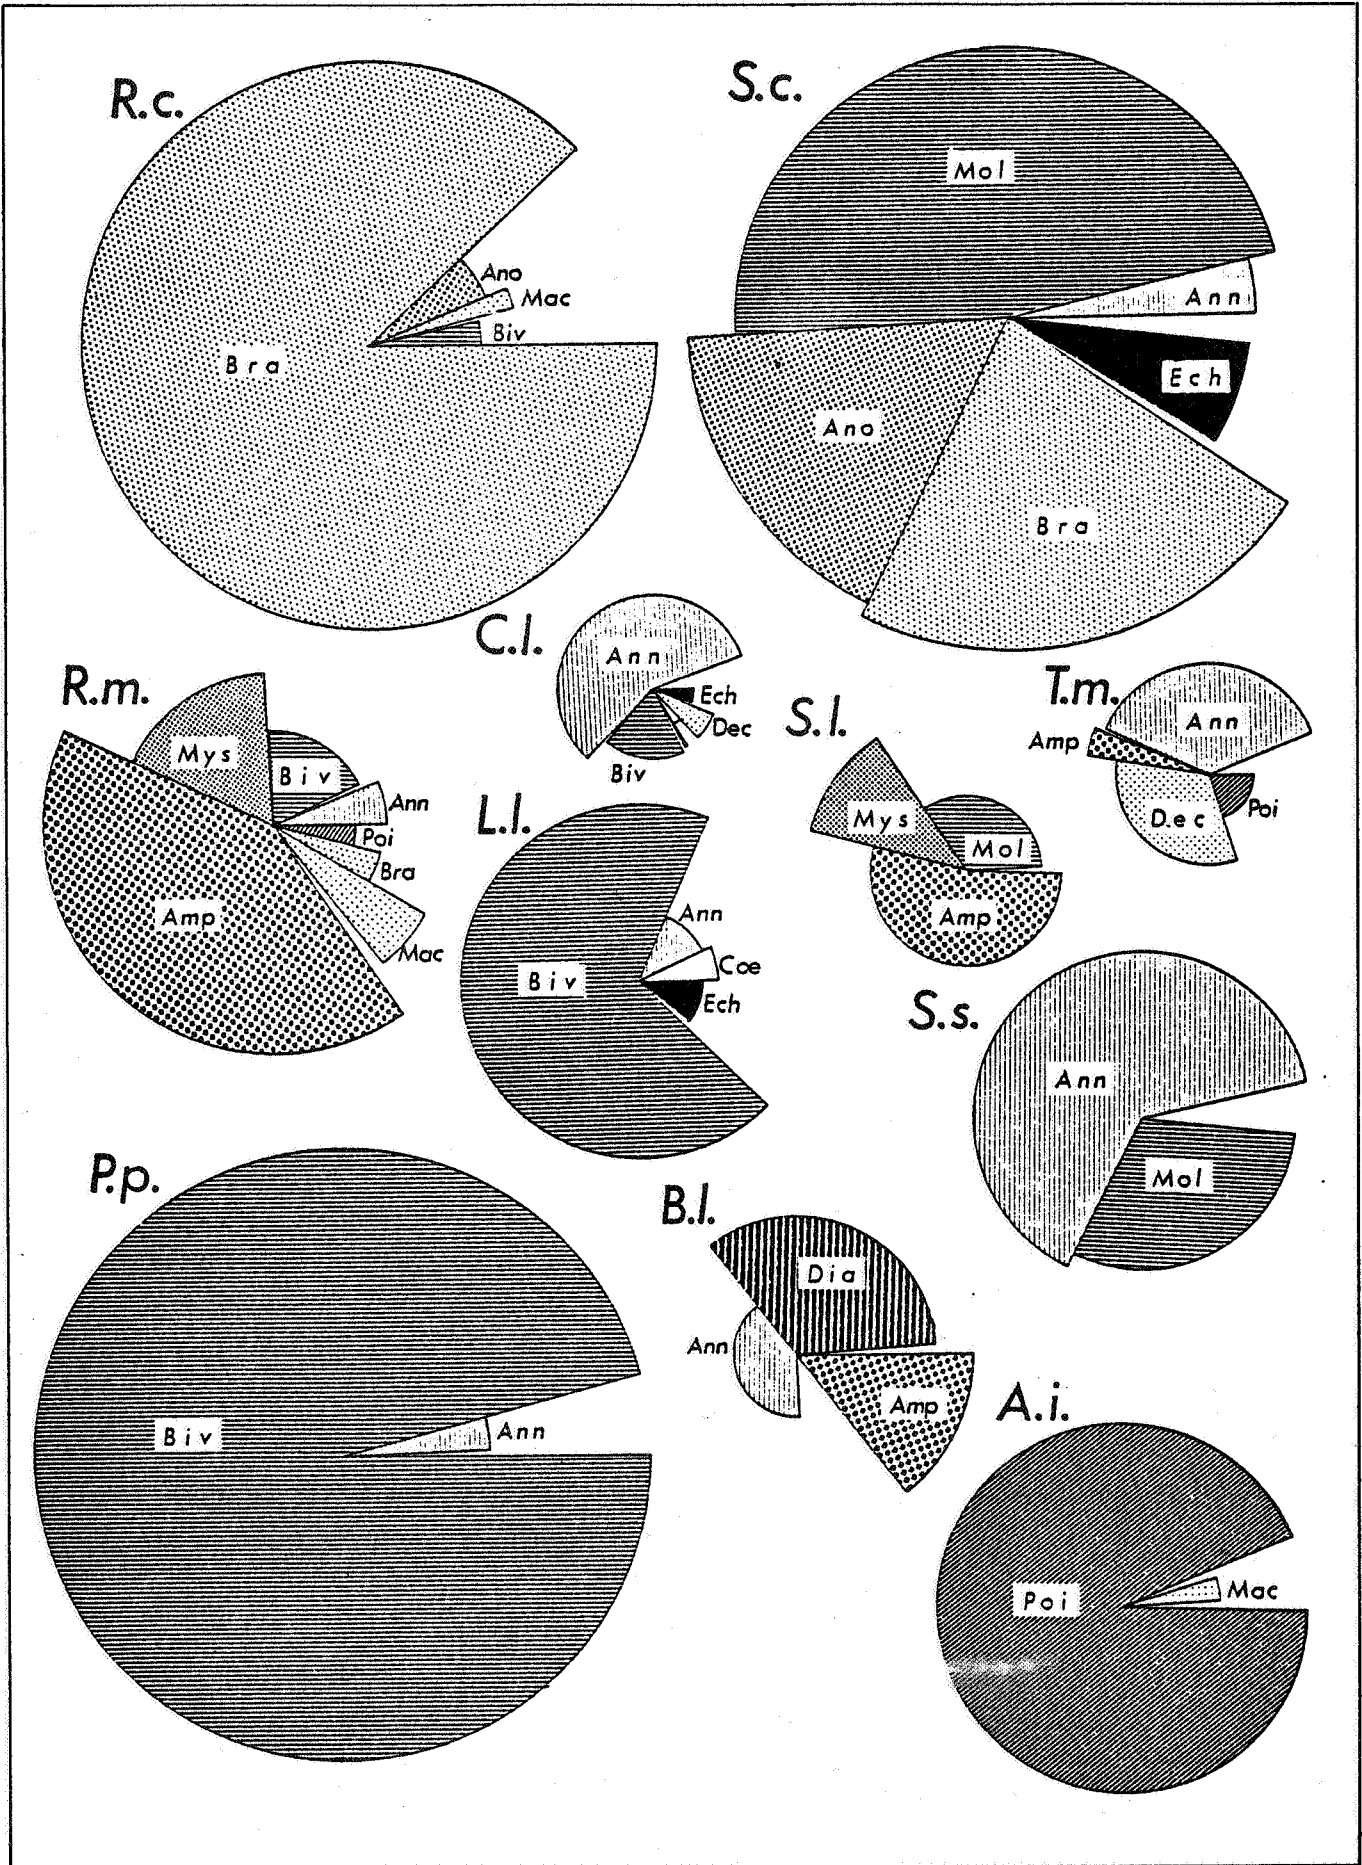 R.c.
Bra
Ano
Mac
Biv
S.c.
Mol
Ann
Ech
Ano
Bra
C.l.
Ann
Ech
Dec
Biv
R.m.
Mys
Biv
Ann
Poi
Bra
Mac
Amp
S.l.
Mys
Mol
Amp
T.m.
Ann
Amp
Dec
Poi
L.l.
Biv
Ann
Coe
Ech
S.s.
Ann
Mol
P.p.
Biv
Ann
B.l.
Dia
Ann
Amp
A.i.
Poi
Mac